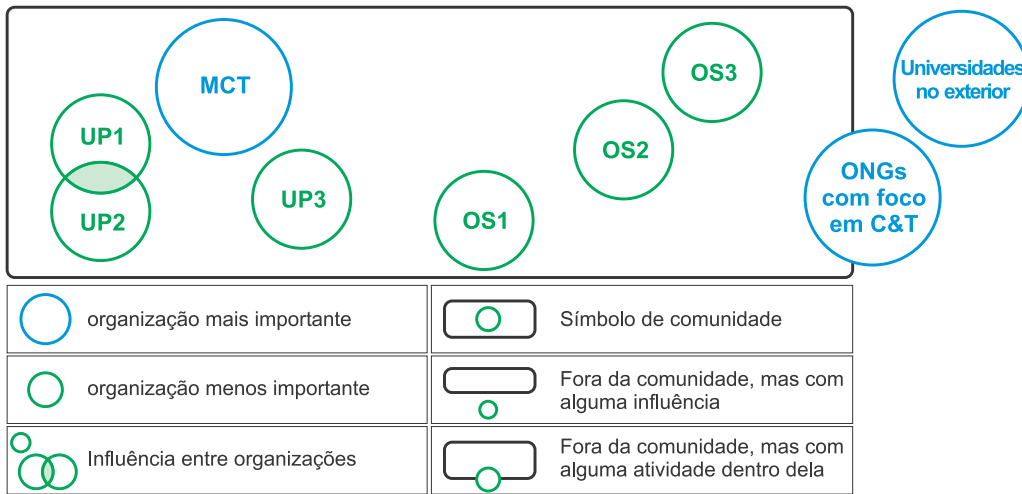 MCT
UP1
UP2
UP3
OS1
OS2
OS3
Universidades
no exterior
ONGs
com foco
em C&T
organização mais importante
Símbolo de comunidade
organização menos importante
Fora da comunidade, mas com
alguma influência
Influência entre organizações
Fora da comunidade, mas com
alguma atividade dentro dela